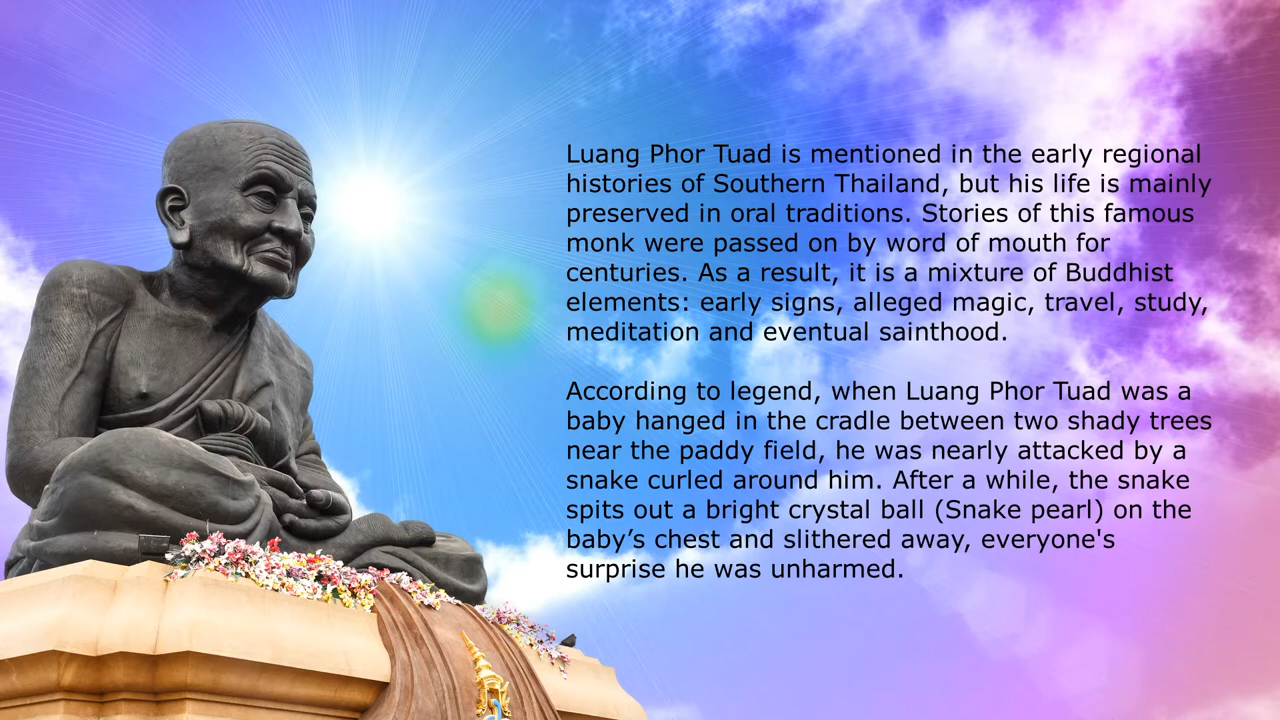 Luang Phor Tuad is mentioned in the early regional
histories of Southern Thailand, but his life is mainly
preserved in oral traditions. Stories of this famous
monk were passed on by word of mouth for
centuries. As a result, it is a mixture of Buddhist
elements: early signs, alleged magic, travel, study,
meditation and eventual sainthood.
According to legend, when Luang Phor Tuad was a
baby hanged in the cradle between two shady trees
near the paddy field, he was nearly attacked by a
snake curled around him. After a while, the snake
spits out a bright crystal ball (Snake pearl) on the
baby’s chest and slithered away, everyone's
surprise he was unharmed.